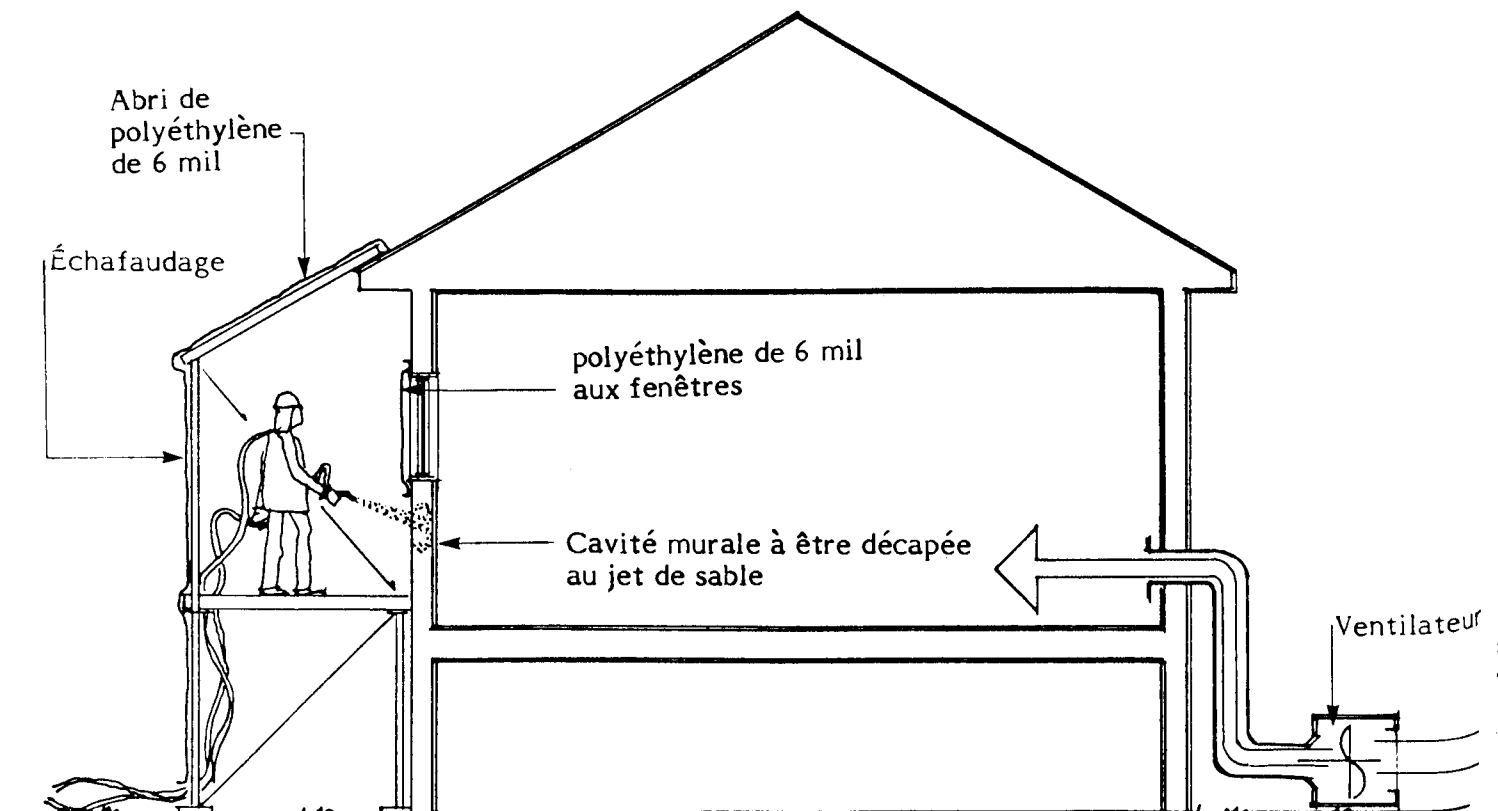 Abri de
polyéthylène
de 6 mil
Échafaudage
polyéthylène de 6 mil
aux fenêtres
Cavité murale à être décapée
au jet de sable
Ventilateur